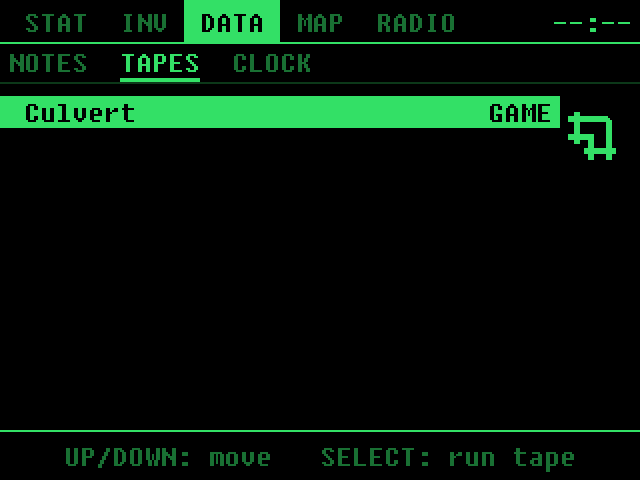 STAT INV DATA MAP RADIO --:--
NOTES TAPES CLOCK
Culvert GAME
UP/DOWN: move SELECT: run tape